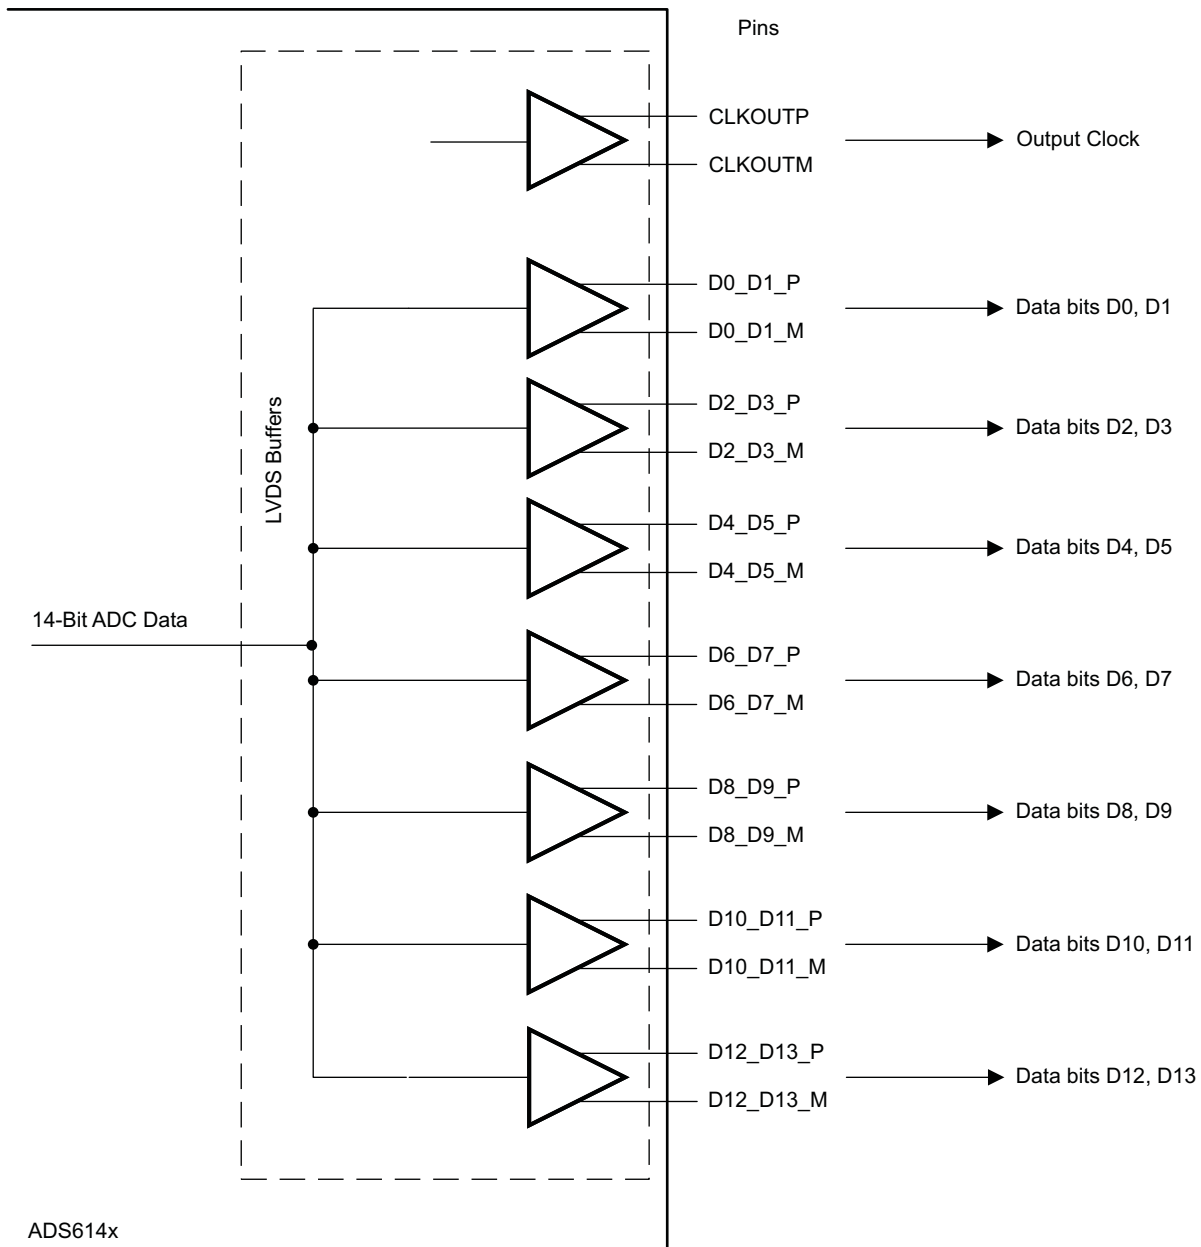 Pins
CLKOUTP
CLKOUTM
Output Clock
D0_D1_P
D0_D1_M
Data bits D0, D1
D2_D3_P
D2_D3_M
Data bits D2, D3
LVDS Buffers
D4_D5_P
D4_D5_M
Data bits D4, D5
14-Bit ADC Data
D6_D7_P
D6_D7_M
Data bits D6, D7
D8_D9_P
D8_D9_M
Data bits D8, D9
D10_D11_P
D10_D11_M
Data bits D10, D11
D12_D13_P
D12_D13_M
Data bits D12, D13
ADS614x